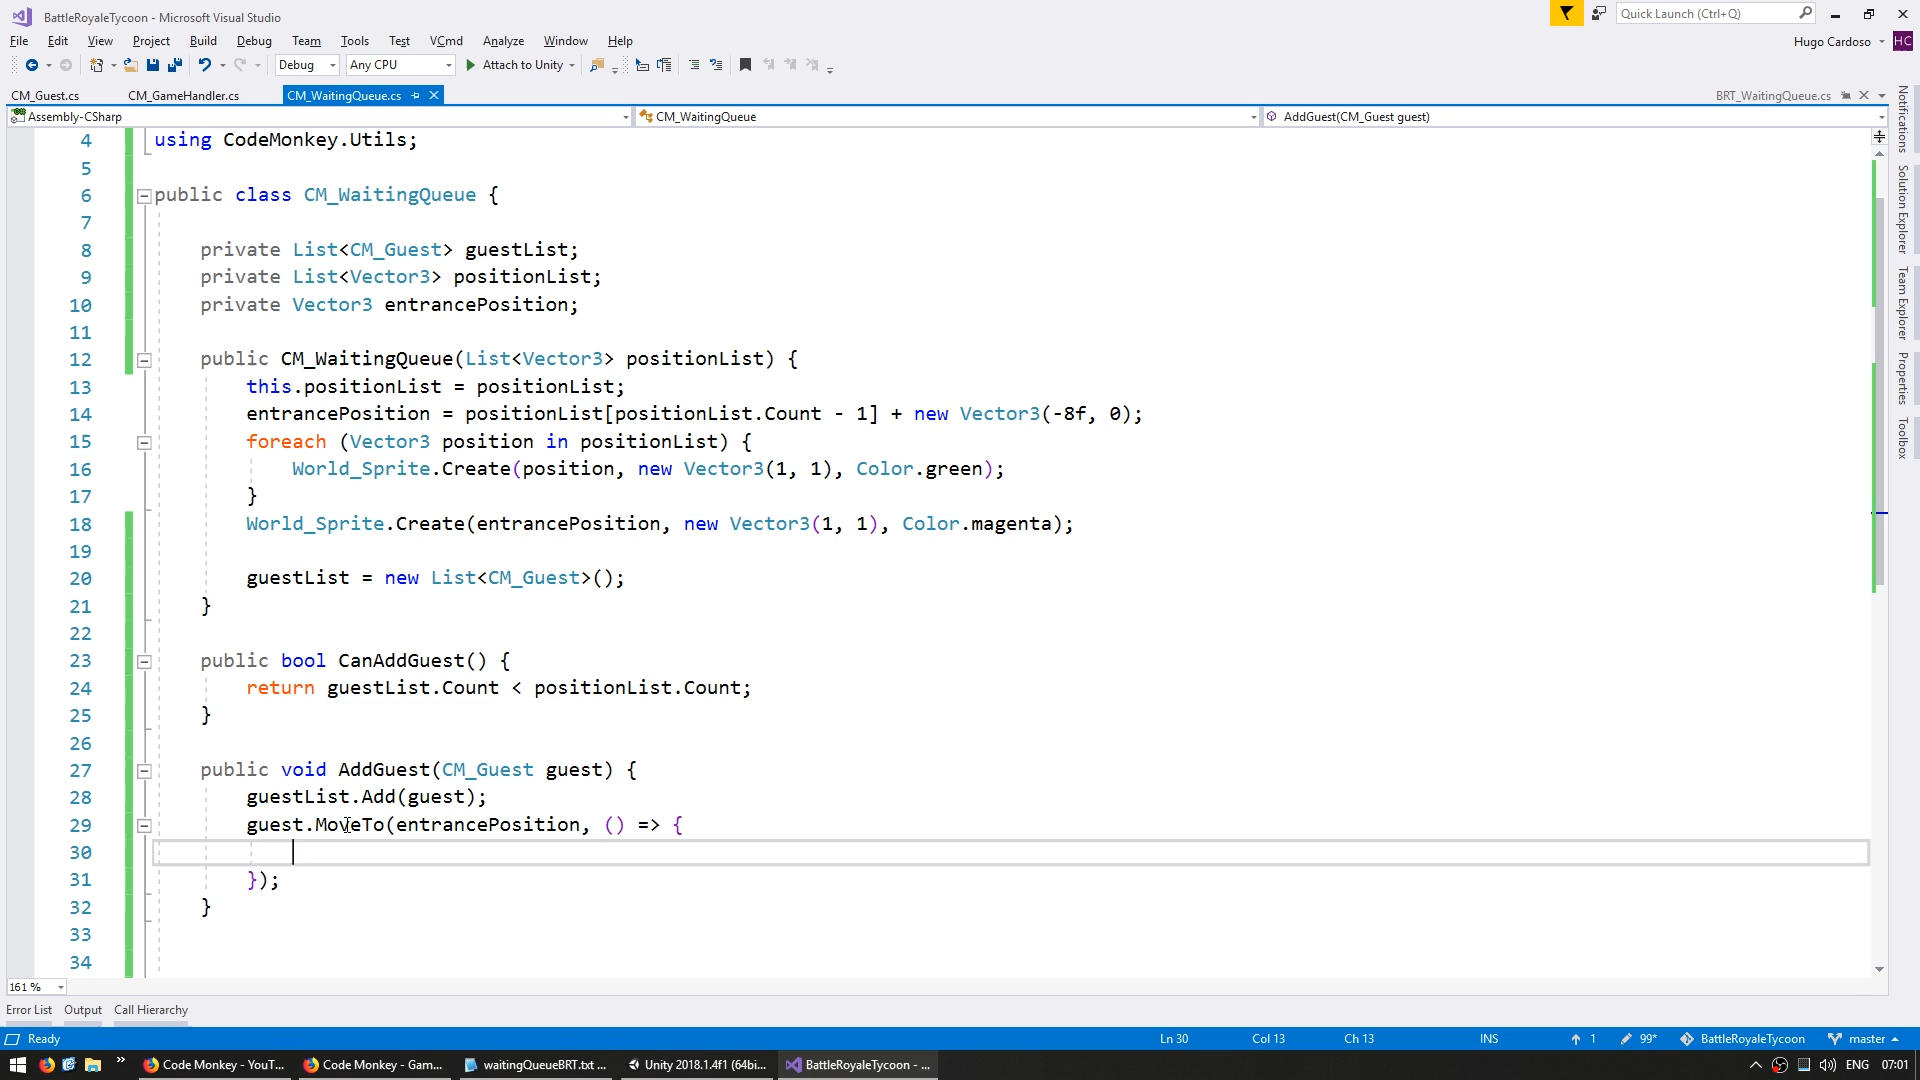 BattleRoyaleTycoon - Microsoft Visual Studio
Quick Launch (Ctrl+Q)
File Edit View Project Build Debug Team Tools Test VCmd Analyze Window Help
Hugo Cardoso HC
Debug Any CPU Attach to Unity
CM_Guest.cs CM_GameHandler.cs CM_WaitingQueue.cs BRT_WaitingQueue.cs
Assembly-CSharp CM_WaitingQueue AddGuest(CM_Guest guest)
4 using CodeMonkey.Utils;
5
6 public class CM_WaitingQueue {
7
8 private List<CM_Guest> guestList;
9 private List<Vector3> positionList;
10 private Vector3 entrancePosition;
11
12 public CM_WaitingQueue(List<Vector3> positionList) {
13 this.positionList = positionList;
14 entrancePosition = positionList[positionList.Count - 1] + new Vector3(-8f, 0);
15 foreach (Vector3 position in positionList) {
16 World_Sprite.Create(position, new Vector3(1, 1), Color.green);
17 }
18 World_Sprite.Create(entrancePosition, new Vector3(1, 1), Color.magenta);
19
20 guestList = new List<CM_Guest>();
21 }
22
23 public bool CanAddGuest() {
24 return guestList.Count < positionList.Count;
25 }
26
27 public void AddGuest(CM_Guest guest) {
28 guestList.Add(guest);
29 guest.MoveTo(entrancePosition, () => {
30
31 });
32 }
33
34
Notifications
Solution Explorer
Team Explorer
Properties
Toolbox
161 %
Error List Output Call Hierarchy
Ready Ln 30 Col 13 Ch 13 INS 1 99* BattleRoyaleTycoon master
Code Monkey - YouT... Code Monkey - Gam... waitingQueueBRT.txt ... Unity 2018.1.4f1 (64bi... BattleRoyaleTycoon - ... ENG 07:01